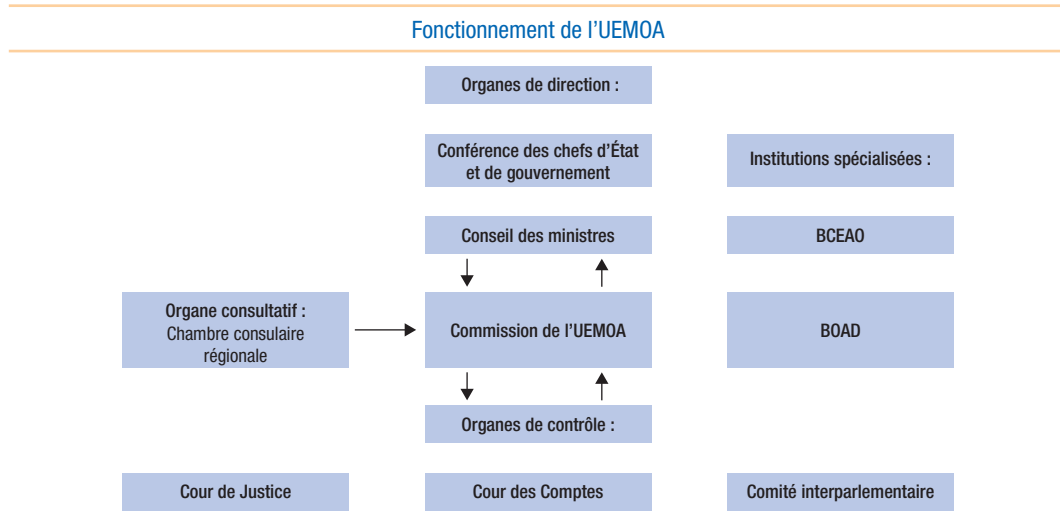 Fonctionnement de l’UEMOA
Organes de direction :
Conférence des chefs d’État
et de gouvernement
Institutions spécialisées :
Conseil des ministres
BCEAO
Organe consultatif :
Chambre consulaire
régionale
Commission de l’UEMOA
BOAD
Organes de contrôle :
Cour de Justice
Cour des Comptes
Comité interparlementaire